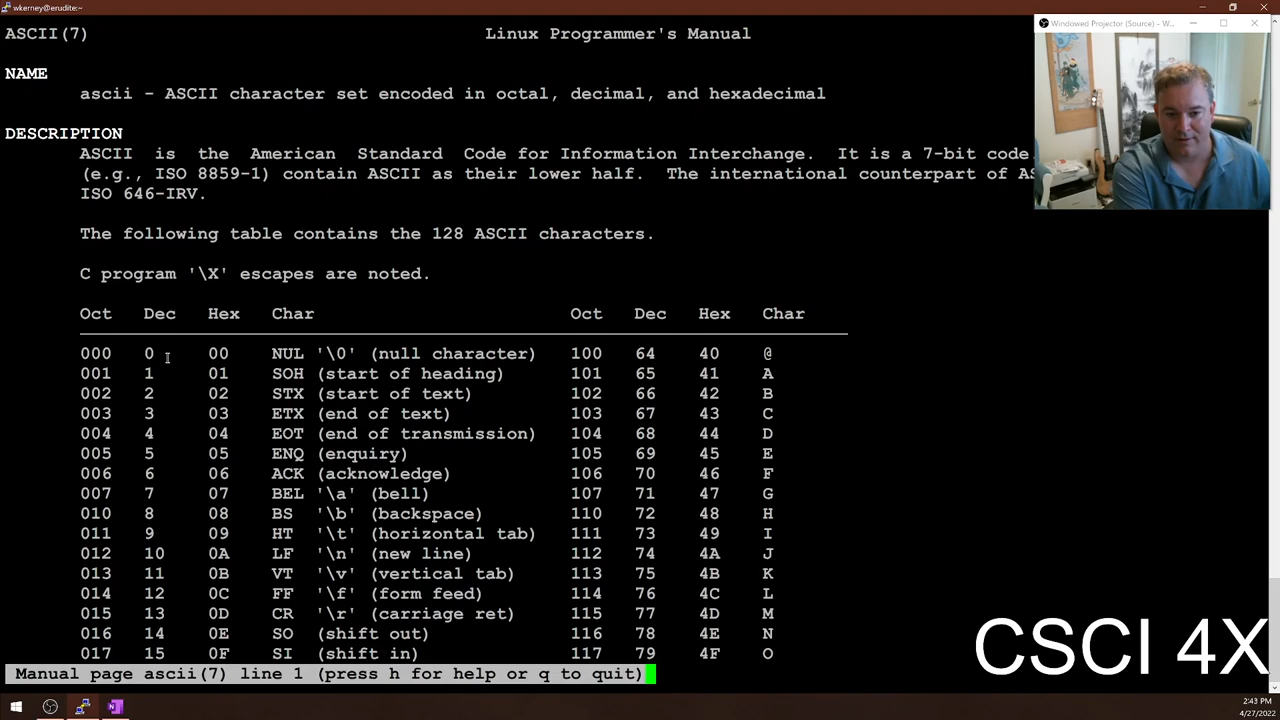 wkerney@erudite:~
Windowed Projector (Source) - W...
ASCII(7) Linux Programmer's Manual
NAME
ascii - ASCII character set encoded in octal, decimal, and hexadecimal
DESCRIPTION
ASCII is the American Standard Code for Information Interchange. It is a 7-bit code.
(e.g., ISO 8859-1) contain ASCII as their lower half. The international counterpart of AS
ISO 646-IRV.
The following table contains the 128 ASCII characters.
C program '\X' escapes are noted.
Oct Dec Hex Char Oct Dec Hex Char
000 0 00 NUL '\0' (null character) 100 64 40 @
001 1 01 SOH (start of heading) 101 65 41 A
002 2 02 STX (start of text) 102 66 42 B
003 3 03 ETX (end of text) 103 67 43 C
004 4 04 EOT (end of transmission) 104 68 44 D
005 5 05 ENQ (enquiry) 105 69 45 E
006 6 06 ACK (acknowledge) 106 70 46 F
007 7 07 BEL '\a' (bell) 107 71 47 G
010 8 08 BS '\b' (backspace) 110 72 48 H
011 9 09 HT '\t' (horizontal tab) 111 73 49 I
012 10 0A LF '\n' (new line) 112 74 4A J
013 11 0B VT '\v' (vertical tab) 113 75 4B K
014 12 0C FF '\f' (form feed) 114 76 4C L
015 13 0D CR '\r' (carriage ret) 115 77 4D M
016 14 0E SO (shift out) 116 78 4E N
017 15 0F SI (shift in) 117 79 4F O
Manual page ascii(7) line 1 (press h for help or q to quit)
CSCI 4X
2:43 PM
4/27/2022